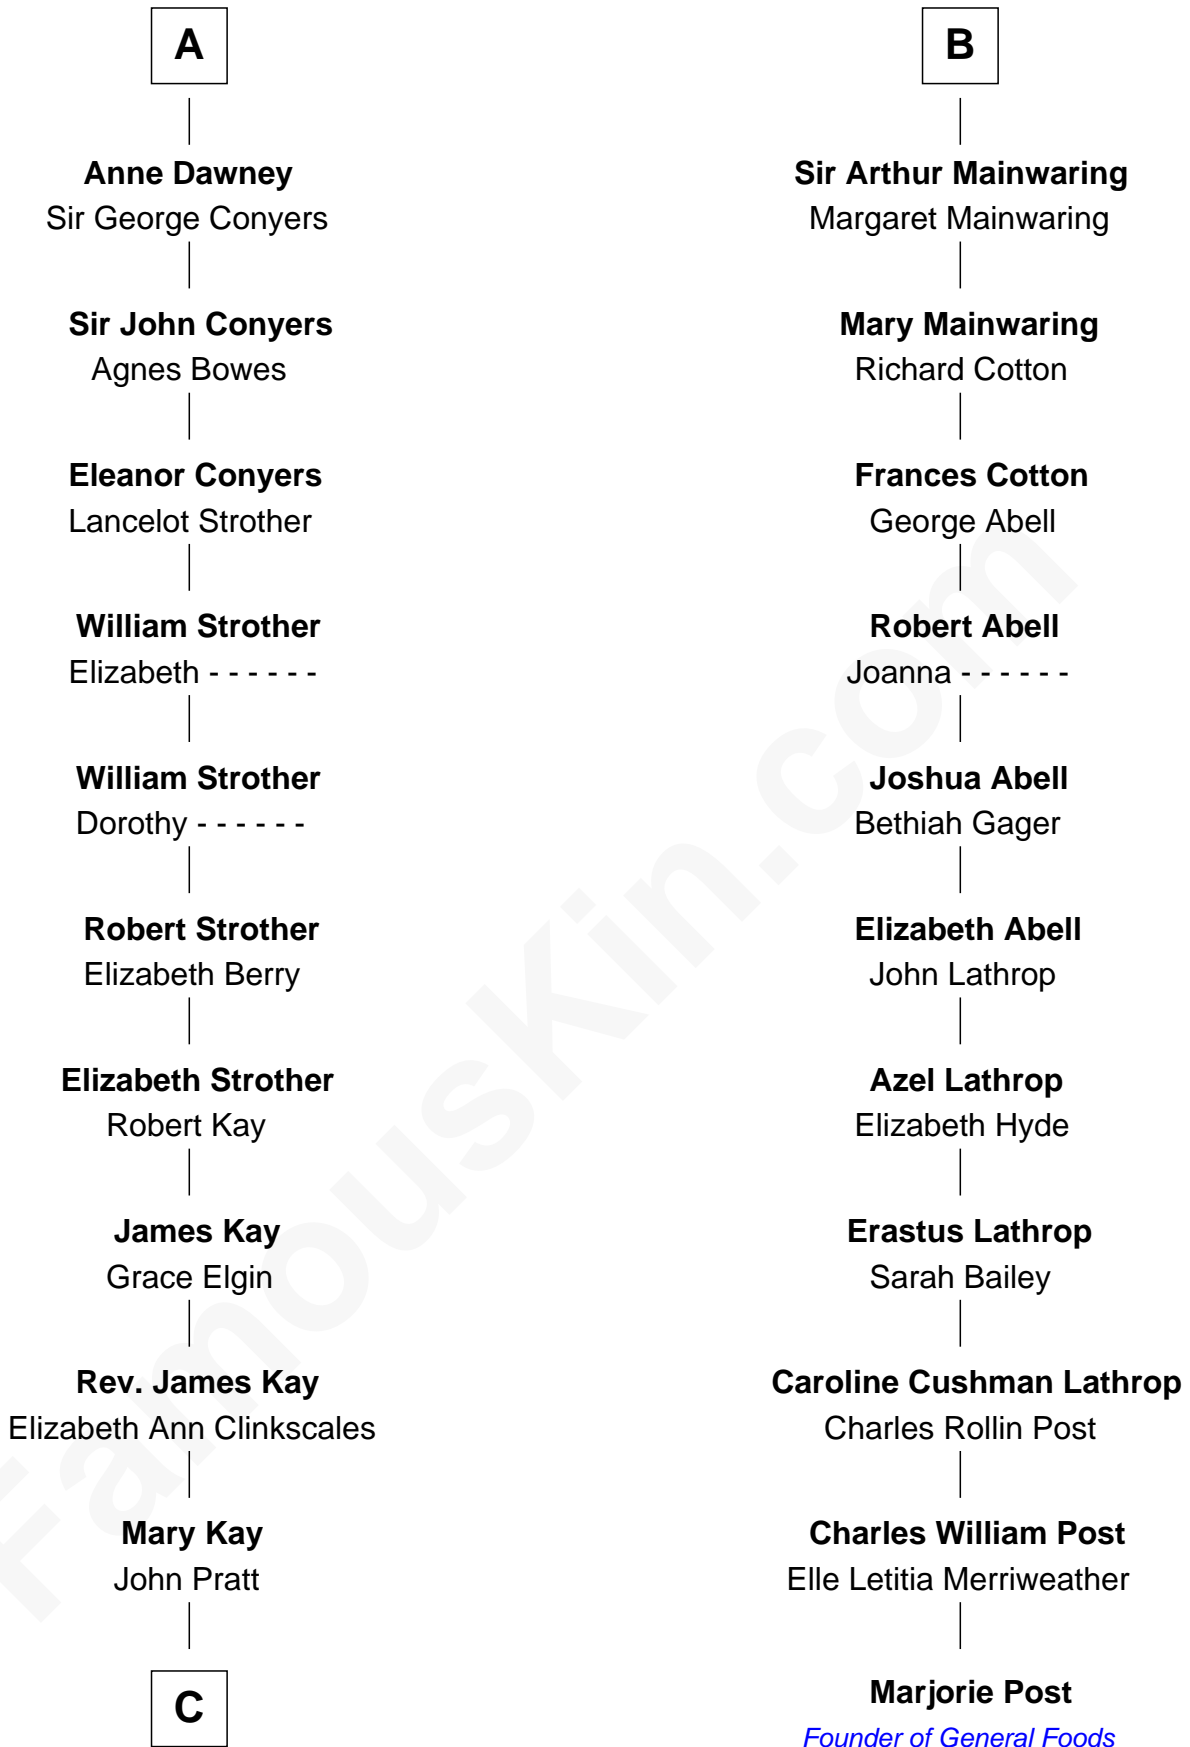 A
Anne Dawney
Sir George Conyers
Sir John Conyers
Agnes Bowes
Eleanor Conyers
Lancelot Strother
William Strother
Elizabeth - - - - - -
William Strother
Dorothy - - - - - -
Robert Strother
Elizabeth Berry
Elizabeth Strother
Robert Kay
James Kay
Grace Elgin
Rev. James Kay
Elizabeth Ann Clinkscales
Mary Kay
John Pratt
C
B
Sir Arthur Mainwaring
Margaret Mainwaring
Mary Mainwaring
Richard Cotton
Frances Cotton
George Abell
Robert Abell
Joanna - - - - - -
Joshua Abell
Bethiah Gager
Elizabeth Abell
John Lathrop
Azel Lathrop
Elizabeth Hyde
Erastus Lathrop
Sarah Bailey
Caroline Cushman Lathrop
Charles Rollin Post
Charles William Post
Elle Letitia Merriweather
Marjorie Post
Founder of General Foods
FamousKin.com